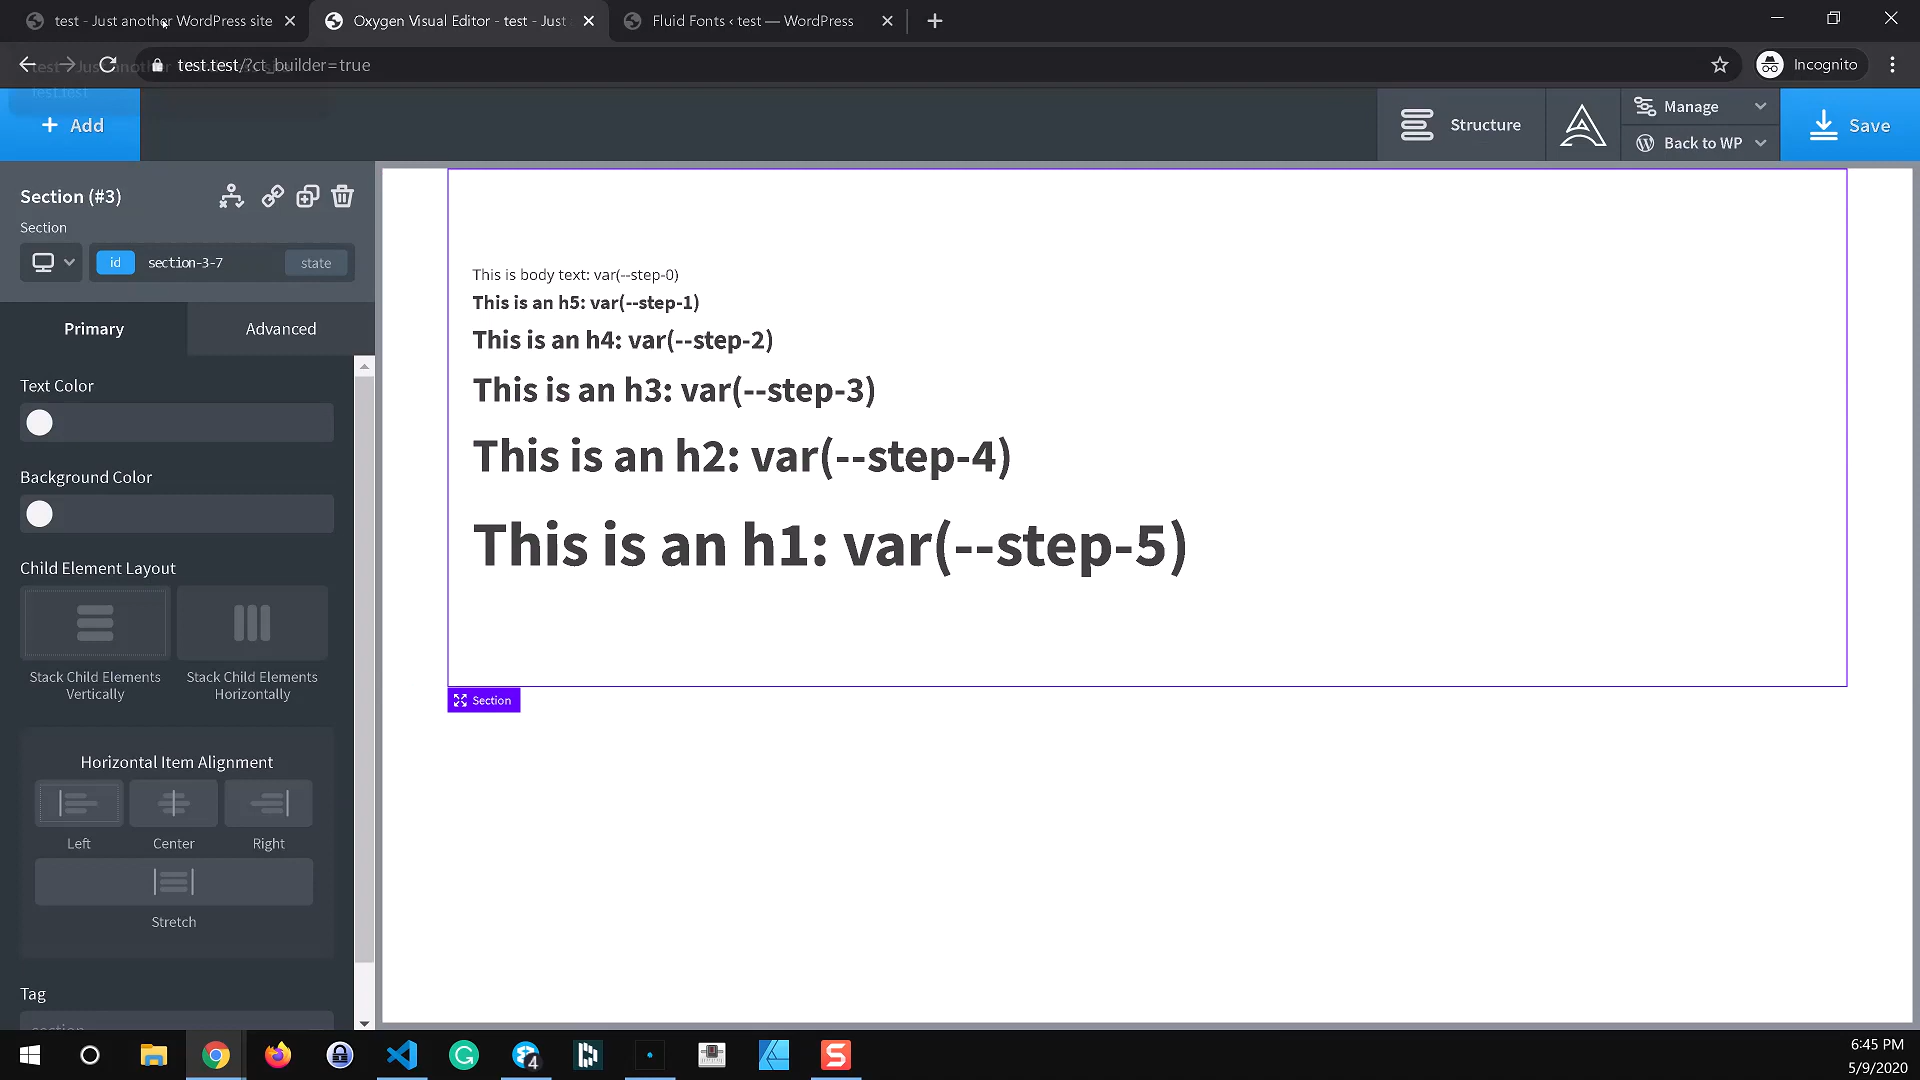 test - Just another WordPress site
Oxygen Visual Editor - test - Just
Fluid Fonts ‹ test — WordPress
test.test/?ct_builder=true
Incognito
test.test
+ Add
Structure
Manage
Back to WP
Save
Section (#3)
Section
id
section-3-7
state
Primary
Advanced
Text Color
Background Color
Child Element Layout
Stack Child Elements
Vertically
Stack Child Elements
Horizontally
Horizontal Item Alignment
Left
Center
Right
Stretch
Tag
section
This is body text: var(--step-0)
This is an h5: var(--step-1)
This is an h4: var(--step-2)
This is an h3: var(--step-3)
This is an h2: var(--step-4)
This is an h1: var(--step-5)
Section
4
6:45 PM
5/9/2020